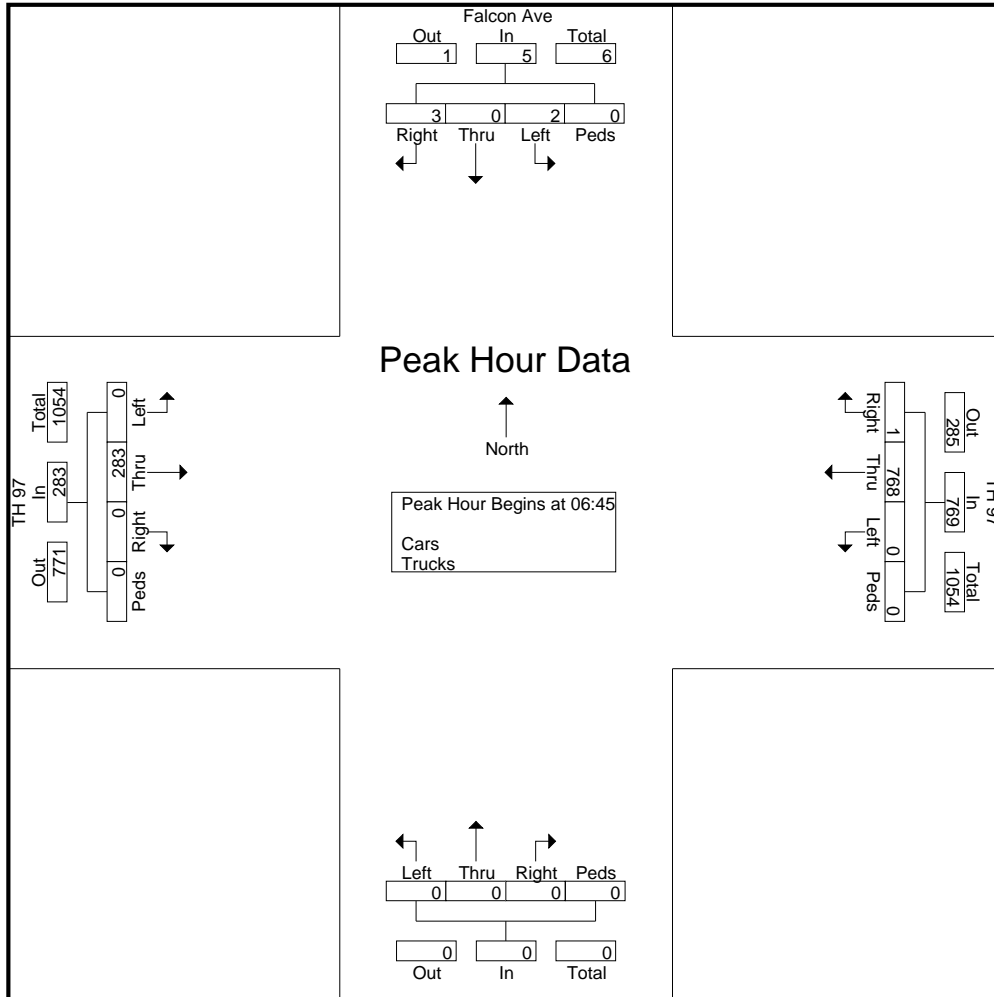 Falcon Ave
Out In Total
1 5 6
3 0 2 0
Right Thru Left Peds
Peak Hour Data
North
Peak Hour Begins at 06:45
Cars
Trucks
TH 97
Out In Total
771 283 1054
0 283 0 0
Left Thru Right Peds
TH 97
Out In Total
285 769 1054
1 768 0 0
Right Thru Left Peds
Left Thru Right Peds
0 0 0 0
0 0 0
Out In Total